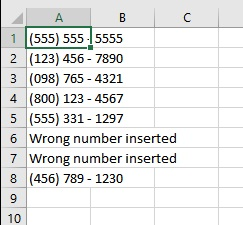 A B C
1 (555) 555 - 5555
2 (123) 456 - 7890
3 (098) 765 - 4321
4 (800) 123 - 4567
5 (555) 331 - 1297
6 Wrong number inserted
7 Wrong number inserted
8 (456) 789 - 1230
9
10